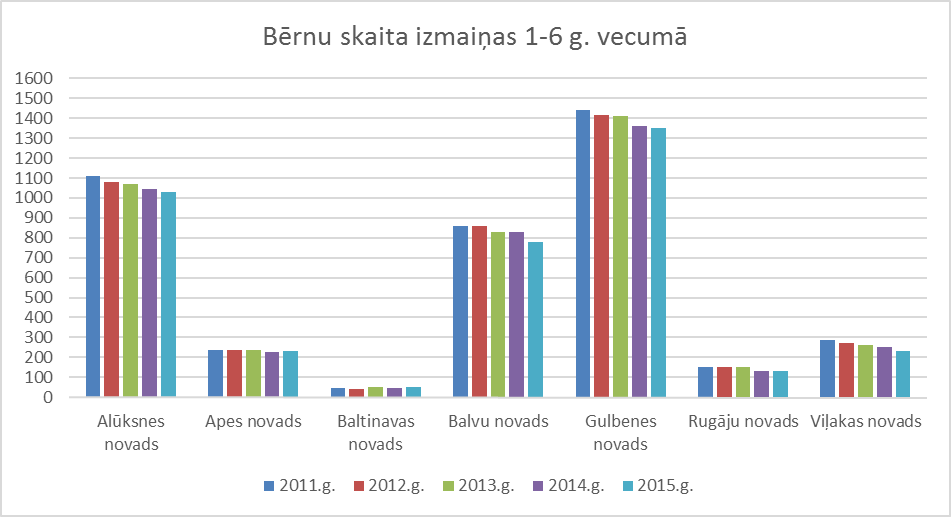 Bērnu skaita izmaiņas 1-6 g. vecumā
1600
1500
1400
1300
1200
1100
1000
900
800
700
600
500
400
300
200
100
0
Alūksnes novads
Apes novads
Baltinavas novads
Balvu novads
Gulbenes novads
Rugāju novads
Viļakas novads
2011.g.
2012.g.
2013.g.
2014.g.
2015.g.